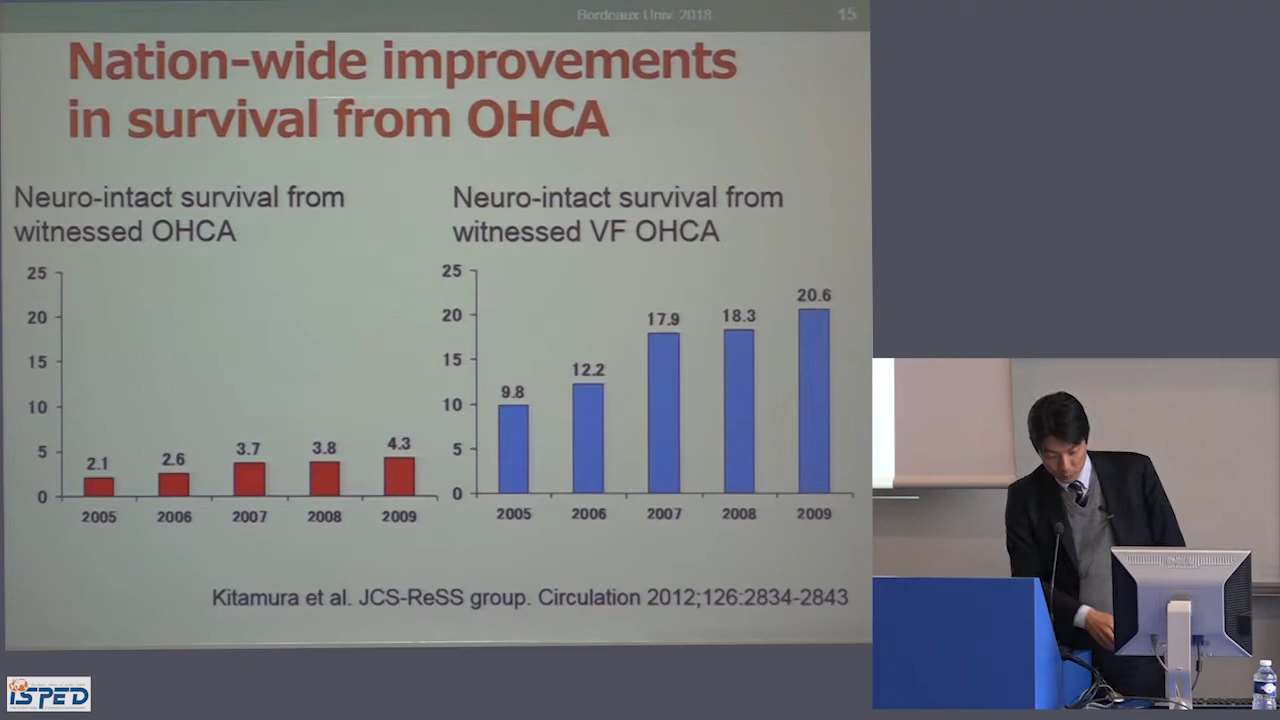 Bordeaux Univ. 2018 15
Nation-wide improvements
in survival from OHCA
Neuro-intact survival from
witnessed OHCA
25
20
15
10
5
0
2.1
2.6
3.7
3.8
4.3
2005 2006 2007 2008 2009
Neuro-intact survival from
witnessed VF OHCA
25
20
15
10
5
0
9.8
12.2
17.9
18.3
20.6
2005 2006 2007 2008 2009
Kitamura et al. JCS-ReSS group. Circulation 2012;126:2834-2843
ISPED